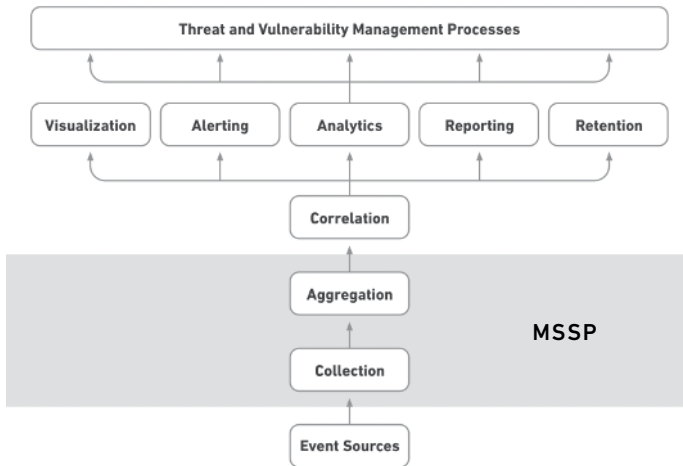 Threat and Vulnerability Management Processes
Visualization
Alerting
Analytics
Reporting
Retention
Correlation
Aggregation
MSSP
Collection
Event Sources